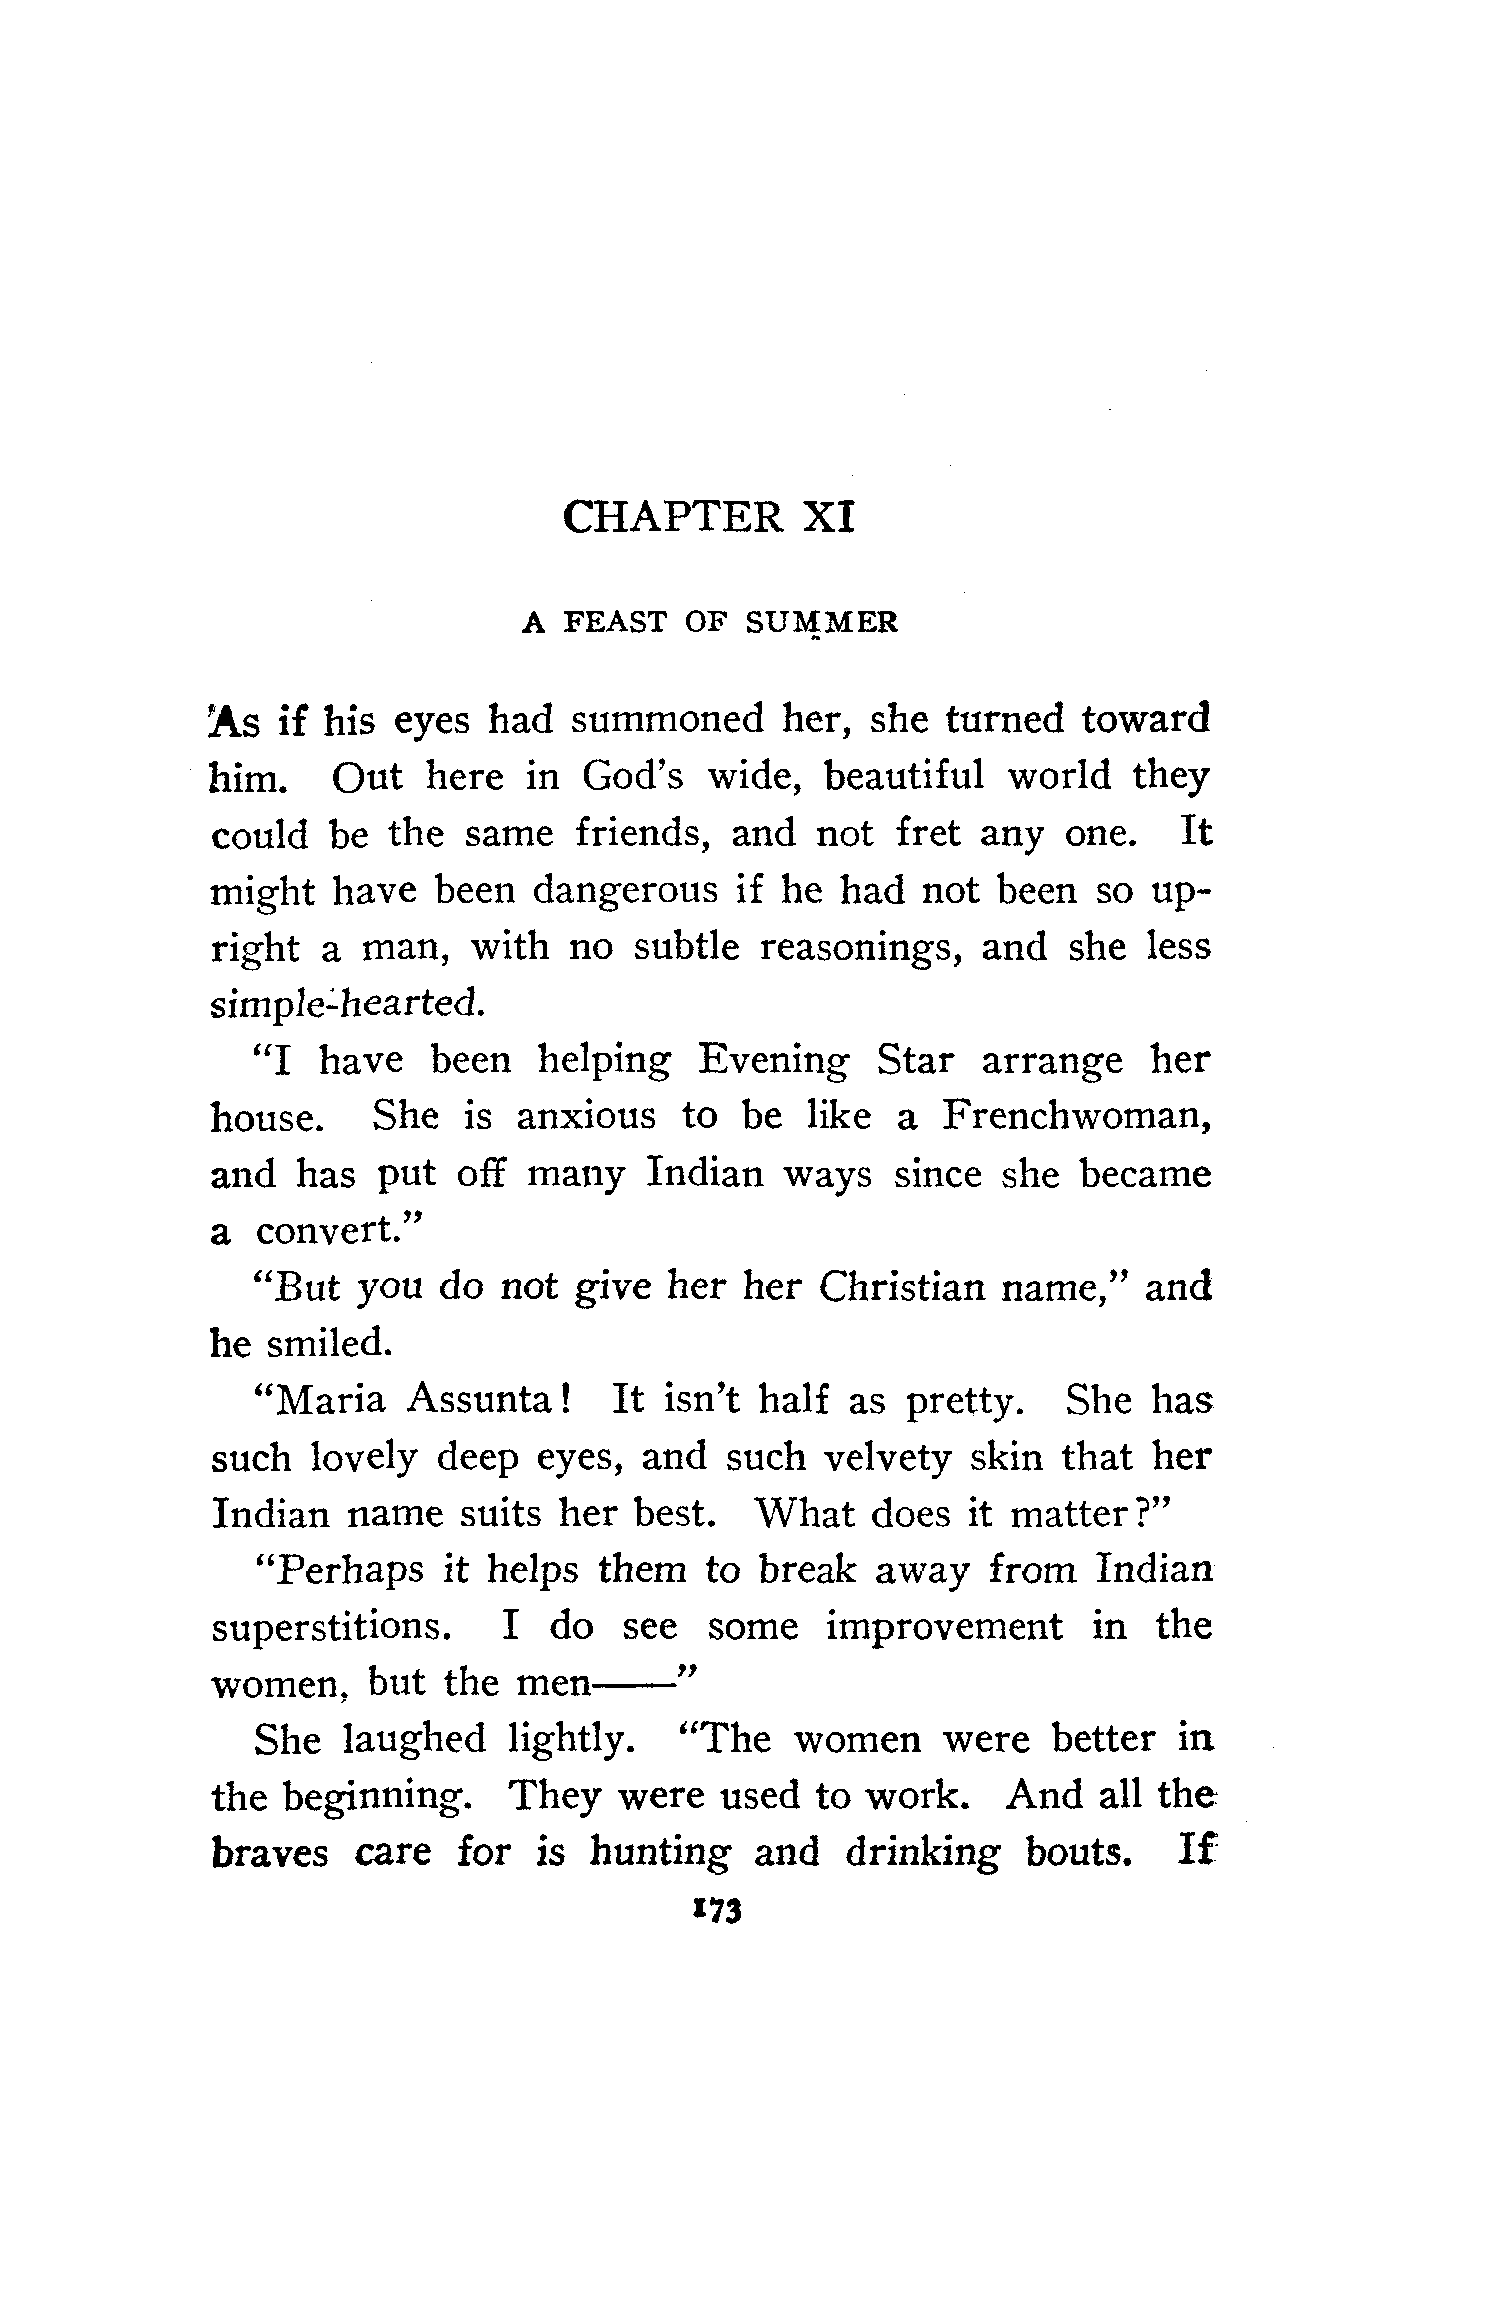 CHAPTER XI
A FEAST OF SUMMER
As if his eyes had summoned her, she turned toward
him. Out here in God's wide, beautiful world they
could be the same friends, and not fret any one. It
might have been dangerous if he had not been so up-
right a man, with no subtle reasonings, and she less
simple-hearted.
"I have been helping Evening Star arrange her
house. She is anxious to be like a Frenchwoman,
and has put off many Indian ways since she became
a convert."
"But you do not give her her Christian name," and
he smiled.
"Maria Assunta! It isn't half as pretty. She has
such lovely deep eyes, and such velvety skin that her
Indian name suits her best. What does it matter?"
"Perhaps it helps them to break away from Indian
superstitions. I do see some improvement in the
women, but the men——"
She laughed lightly. "The women were better in
the beginning. They were used to work. And all the
braves care for is hunting and drinking bouts. If
173